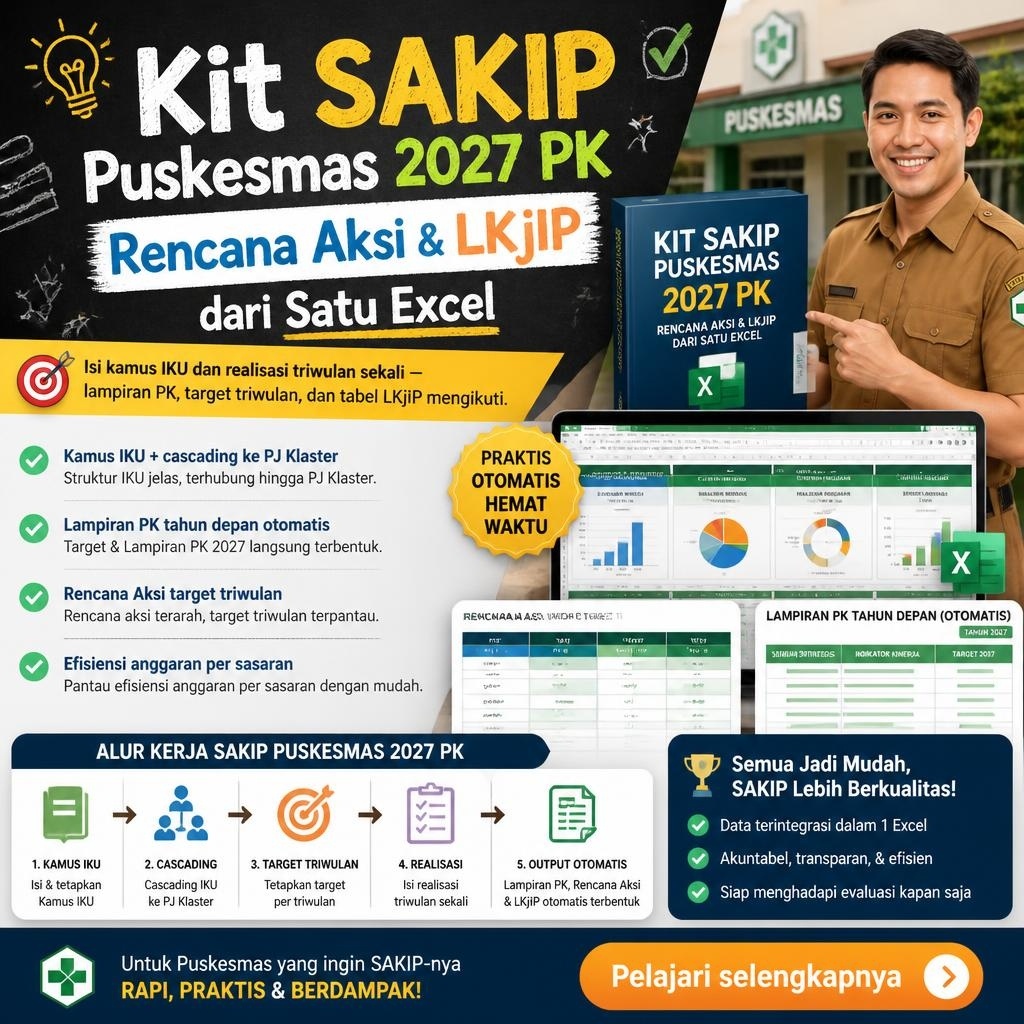 Kit SAKIP
Puskesmas 2027 PK
Rencana Aksi & LKjIP
dari Satu Excel
PUSKESMAS
KIT SAKIP
PUSKESMAS
2027 PK
RENCANA AKSI & LKJIP
DARI SATU EXCEL
X
Isi kamus IKU dan realisasi triwulan sekali —
lampiran PK, target triwulan, dan tabel LKjiP mengikuti.
Kamus IKU + cascading ke PJ Klaster
Struktur IKU jelas, terhubung hingga PJ Klaster.
Lampiran PK tahun depan otomatis
Target & Lampiran PK 2027 langsung terbentuk.
Rencana Aksi target triwulan
Rencana aksi terarah, target triwulan terpantau.
Efisiensi anggaran per sasaran
Pantau efisiensi anggaran per sasaran dengan mudah.
PRAKTIS
OTOMATIS
HEMAT
WAKTU
X
LAMPIRAN PK TAHUN DEPAN (OTOMATIS)
TAHUN 2027
TARGET 2027
ALUR KERJA SAKIP PUSKESMAS 2027 PK
1. KAMUS IKU
Isi & tetapkan
Kamus IKU
2. CASCADING
Cascading IKU
ke PJ Klaster
3. TARGET TRIWULAN
Tetapkan target
per triwulan
4. REALISASI
Isi realisasi
triwulan sekali
5. OUTPUT OTOMATIS
Lampiran PK, Rencana Aksi
& LKjIP otomatis terbentuk
Semua Jadi Mudah,
SAKIP Lebih Berkualitas!
Data terintegrasi dalam 1 Excel
Akuntabel, transparan, & efisien
Siap menghadapi evaluasi kapan saja
Untuk Puskesmas yang ingin SAKIP-nya
RAPI, PRAKTIS & BERDAMPAK!
Pelajari selengkapnya